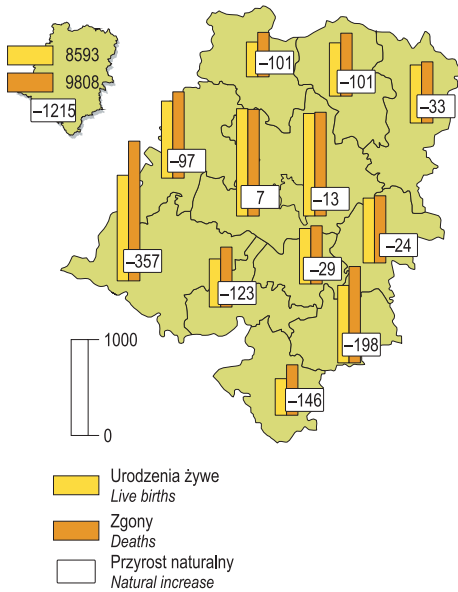 8593
9808
–1215
–101
–101
–33
–97
7
–13
–24
–357
–29
–123
–198
–146
1000
0
Urodzenia żywe
Live births
Zgony
Deaths
Przyrost naturalny
Natural increase